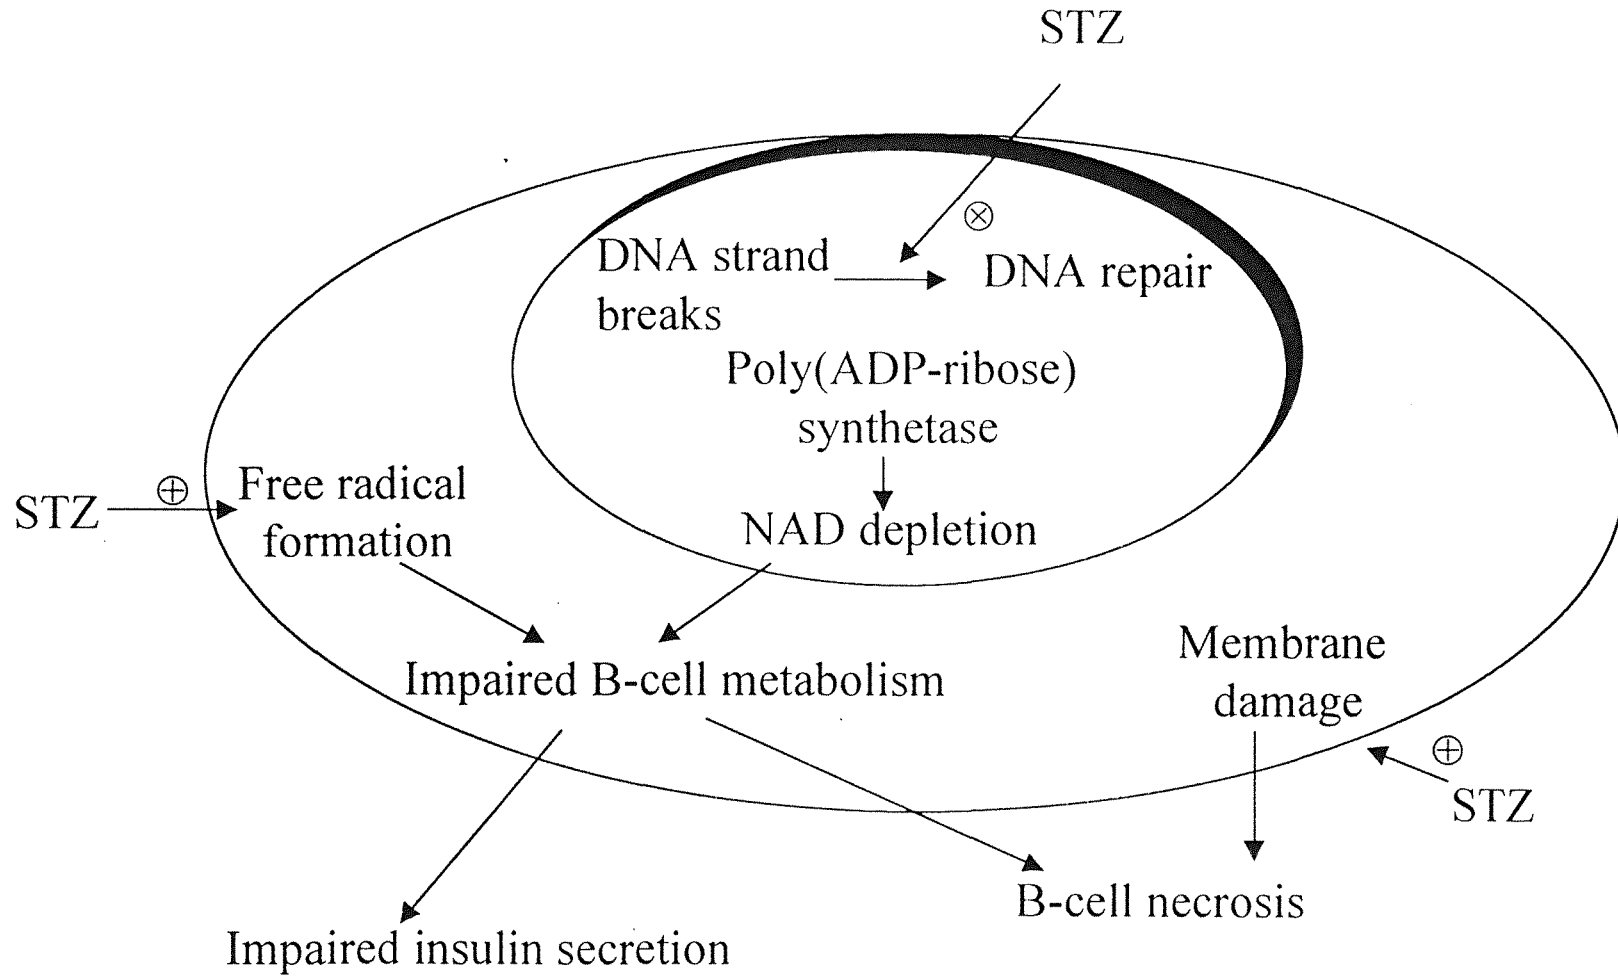 STZ
DNA strand
breaks
DNA repair
Poly(ADP-ribose)
synthetase
NAD depletion
STZ
Free radical
formation
Impaired B-cell metabolism
Membrane
damage
STZ
B-cell necrosis
Impaired insulin secretion